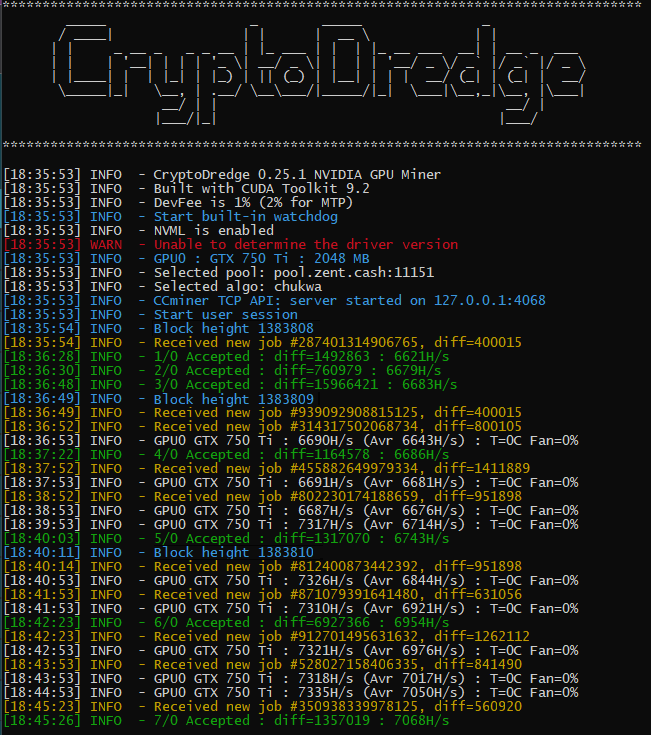 ********************************************************************************
CryptoDredge
********************************************************************************
[18:35:53] INFO  - CryptoDredge 0.25.1 NVIDIA GPU Miner
[18:35:53] INFO  - Built with CUDA Toolkit 9.2
[18:35:53] INFO  - DevFee is 1% (2% for MTP)
[18:35:53] INFO  - Start built-in watchdog
[18:35:53] INFO  - NVML is enabled
[18:35:53] WARN  - Unable to determine the driver version
[18:35:53] INFO  - GPU0 : GTX 750 Ti : 2048 MB
[18:35:53] INFO  - Selected pool: pool.zent.cash:11151
[18:35:53] INFO  - Selected algo: chukwa
[18:35:53] INFO  - CCminer TCP API: server started on 127.0.0.1:4068
[18:35:53] INFO  - Start user session
[18:35:54] INFO  - Block height 1383808
[18:35:54] INFO  - Received new job #287401314906765, diff=400015
[18:36:28] INFO  - 1/0 Accepted : diff=1492863 : 6621H/s
[18:36:30] INFO  - 2/0 Accepted : diff=760979 : 6679H/s
[18:36:48] INFO  - 3/0 Accepted : diff=15966421 : 6683H/s
[18:36:49] INFO  - Block height 1383809
[18:36:49] INFO  - Received new job #939092908815125, diff=400015
[18:36:52] INFO  - Received new job #314317502068734, diff=800105
[18:36:53] INFO  - GPU0 GTX 750 Ti : 6690H/s (Avr 6643H/s) : T=0C Fan=0%
[18:37:22] INFO  - 4/0 Accepted : diff=1164578 : 6686H/s
[18:37:52] INFO  - Received new job #455882649979334, diff=1411889
[18:37:53] INFO  - GPU0 GTX 750 Ti : 6691H/s (Avr 6681H/s) : T=0C Fan=0%
[18:38:52] INFO  - Received new job #802230174188659, diff=951898
[18:38:53] INFO  - GPU0 GTX 750 Ti : 6687H/s (Avr 6676H/s) : T=0C Fan=0%
[18:39:53] INFO  - GPU0 GTX 750 Ti : 7317H/s (Avr 6714H/s) : T=0C Fan=0%
[18:40:03] INFO  - 5/0 Accepted : diff=1317070 : 6743H/s
[18:40:11] INFO  - Block height 1383810
[18:40:14] INFO  - Received new job #812400873442392, diff=951898
[18:40:53] INFO  - GPU0 GTX 750 Ti : 7326H/s (Avr 6844H/s) : T=0C Fan=0%
[18:41:53] INFO  - Received new job #871079391641480, diff=631056
[18:41:53] INFO  - GPU0 GTX 750 Ti : 7310H/s (Avr 6921H/s) : T=0C Fan=0%
[18:42:23] INFO  - 6/0 Accepted : diff=6927366 : 6954H/s
[18:42:23] INFO  - Received new job #912701495631632, diff=1262112
[18:42:53] INFO  - GPU0 GTX 750 Ti : 7321H/s (Avr 6976H/s) : T=0C Fan=0%
[18:43:53] INFO  - Received new job #528027158406335, diff=841490
[18:43:53] INFO  - GPU0 GTX 750 Ti : 7318H/s (Avr 7017H/s) : T=0C Fan=0%
[18:44:53] INFO  - GPU0 GTX 750 Ti : 7335H/s (Avr 7050H/s) : T=0C Fan=0%
[18:45:23] INFO  - Received new job #350938339978125, diff=560920
[18:45:26] INFO  - 7/0 Accepted : diff=1357019 : 7068H/s